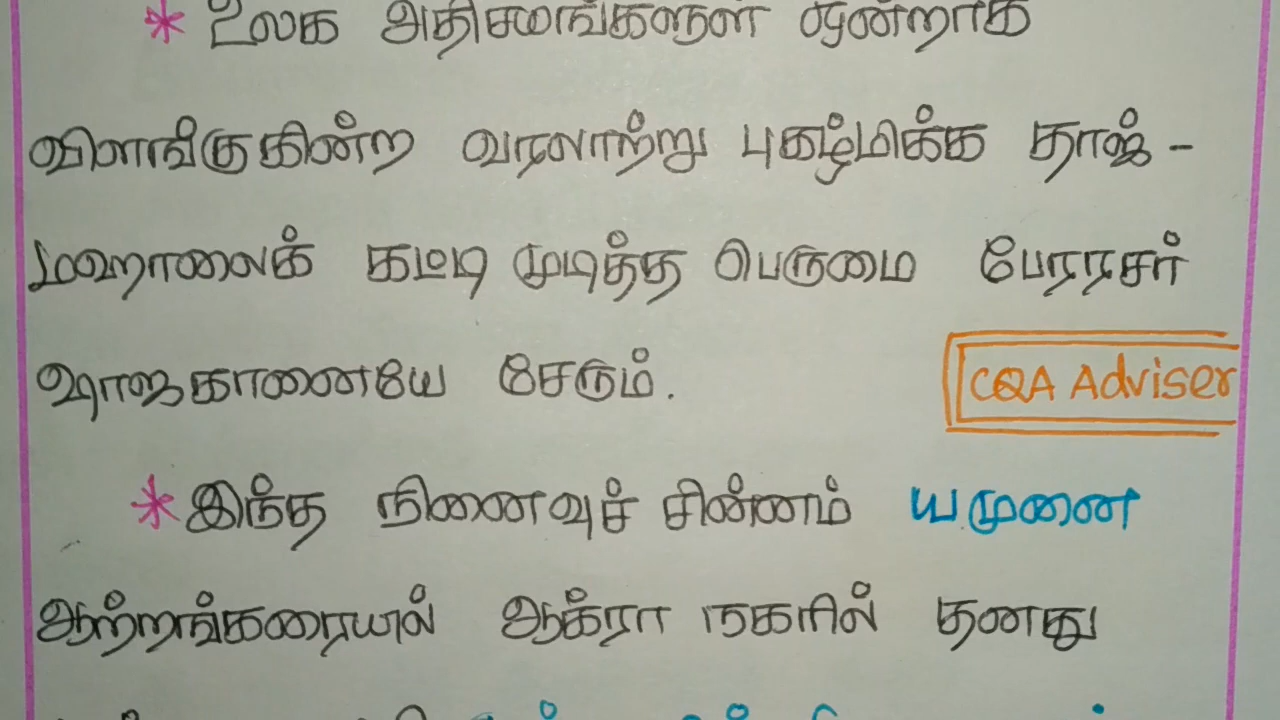 * உலக அதிசயங்களுள் மூன்றாக
விளங்குகின்ற வரலாற்று புகழ்மிக்க தாஜ் -
மஹாலைக் கட்டி முடித்த பெருமை பேரரசர்
ஷாஜகானையே சேரும்.
CQA Adviser
* இந்த நினைவுச் சின்னம் யமுனை
ஆற்றங்கரையில் ஆக்ரா நகரில் தனது